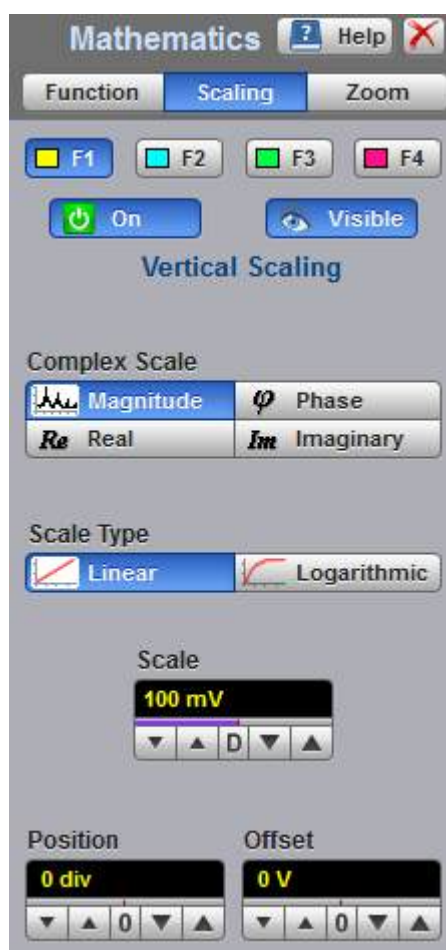 Mathematics ? Help
Function Scaling Zoom
F1 F2 F3 F4
On Visible
Vertical Scaling
Complex Scale
Magnitude φ Phase
Re Real Im Imaginary
Scale Type
Linear Logarithmic
Scale
100 mV
D
Position Offset
0 div 0 V
0 0